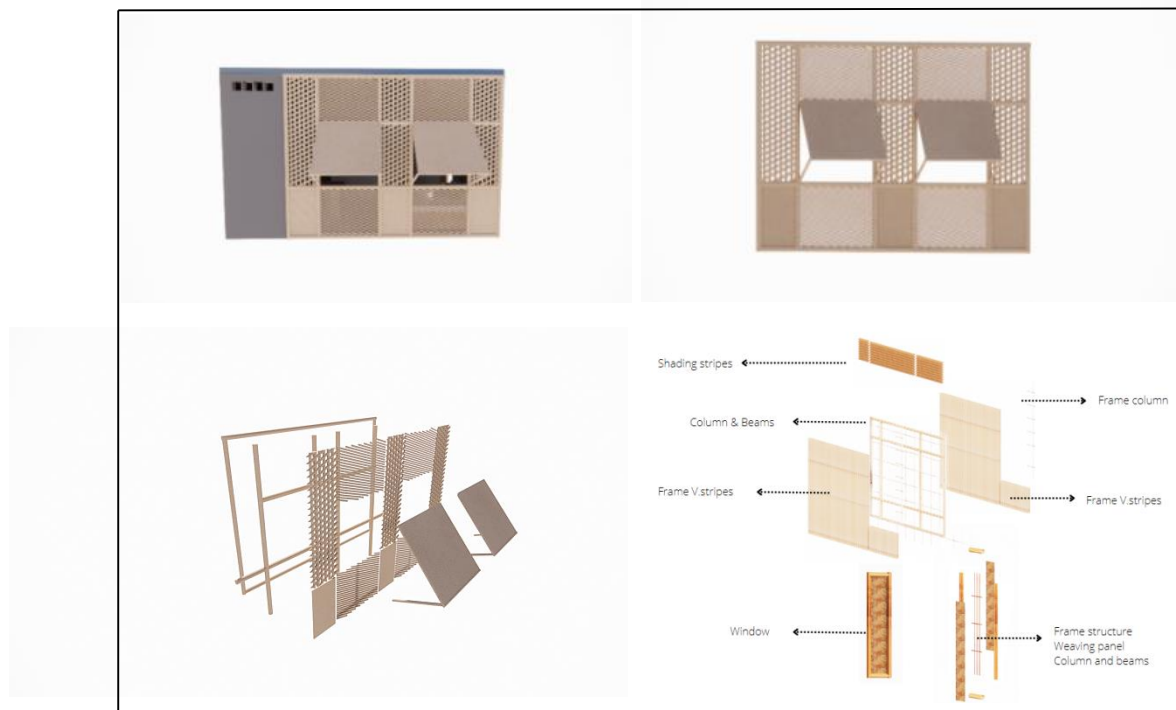 Shading stripes
Frame column
Column & Beams
Frame V.stripes
Frame V.stripes
Window
Frame structure
Weaving panel
Column and beams